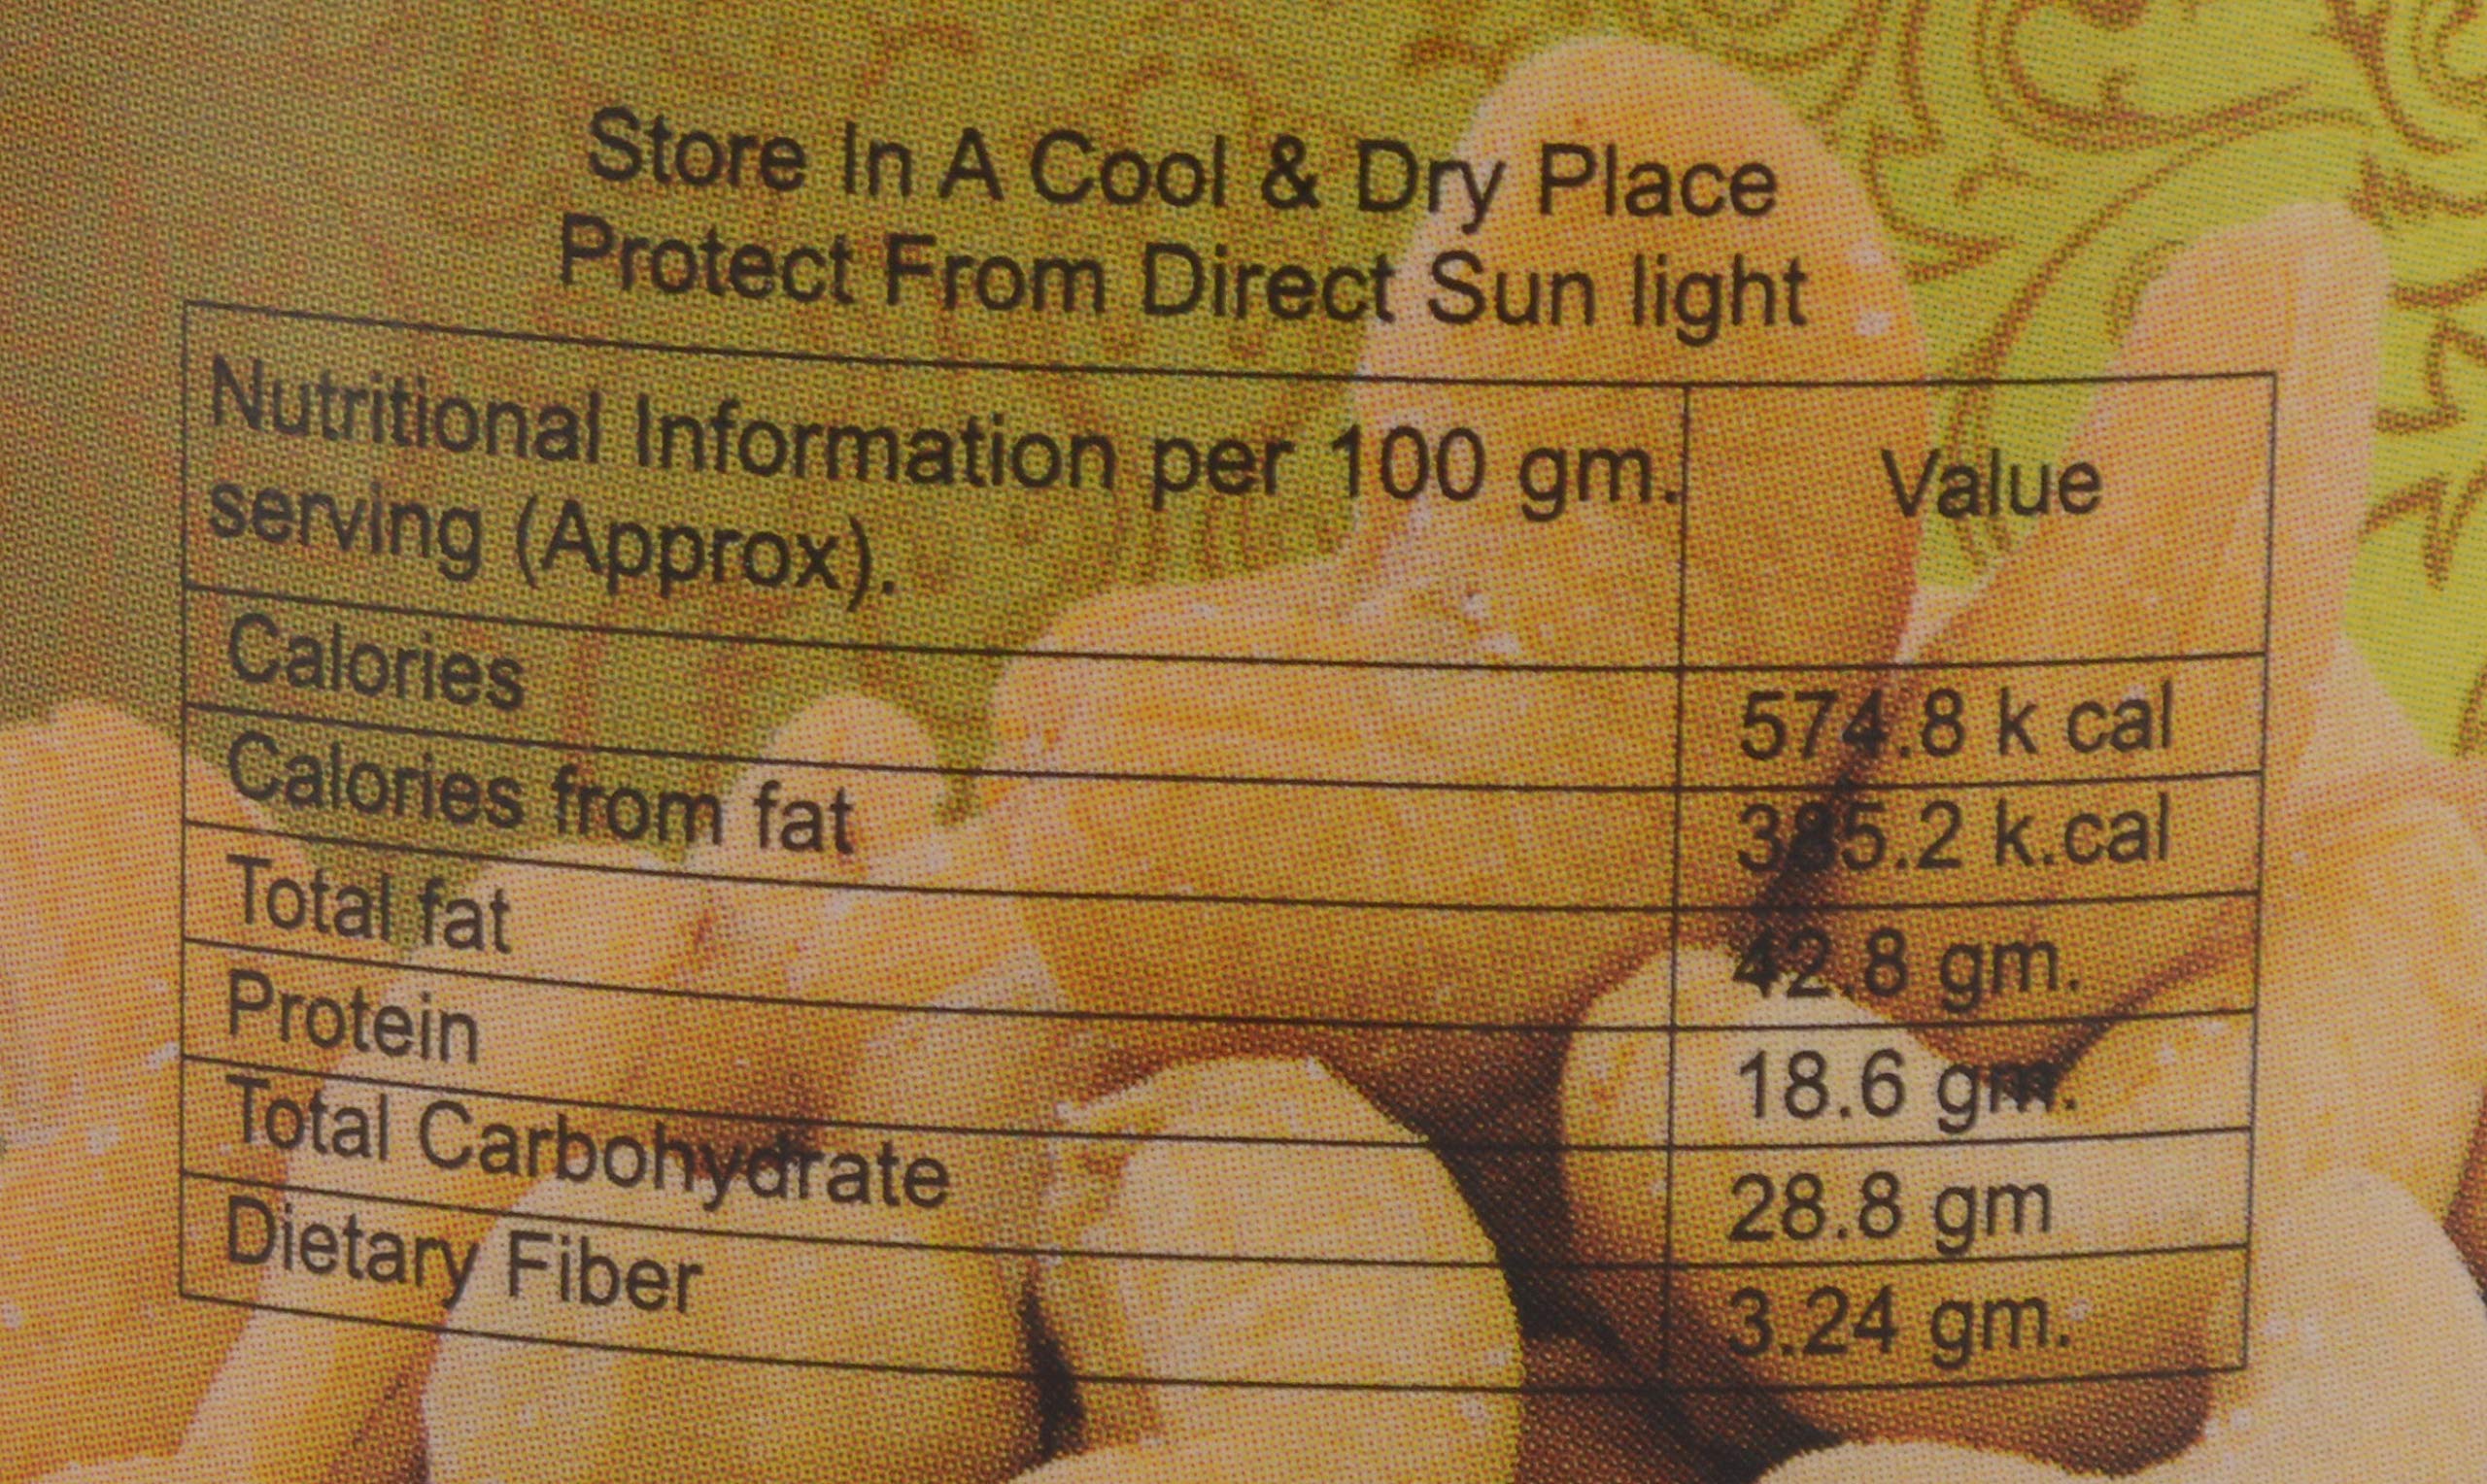 Store In A Cool & Dry Place
Protect From Direct Sun light
Nutritional Information per 100 gm. Value
serving (Approx).
Calories 574.8 k cal
Calories from fat 385.2 k.cal
Total fat 42.8 gm.
Protein 18.6 gm.
Total Carbohydrate 28.8 gm
Dietary Fiber 3.24 gm.